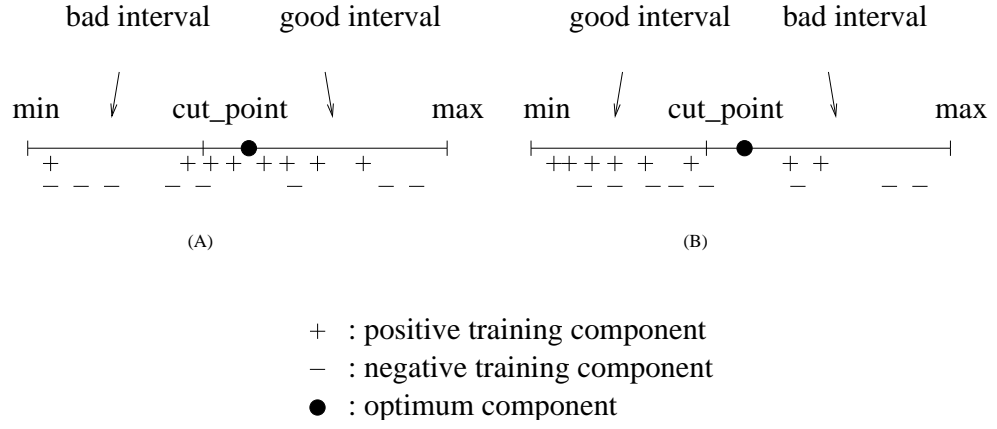 bad interval good interval good interval bad interval
min cut_point max min cut_point max
+ + + + + + + + + + + + + + + +
− − − − − − − − − − − − − − − −
(A) (B)
+ : positive training component
− : negative training component
● : optimum component